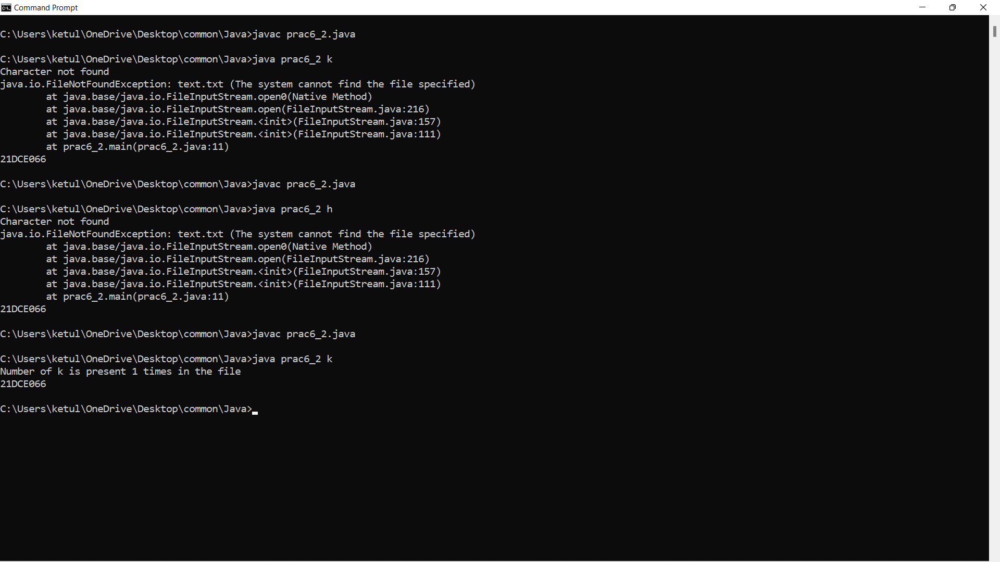 Command Prompt
C:\Users\ketul\OneDrive\Desktop\common\Java>javac prac6_2.java
C:\Users\ketul\OneDrive\Desktop\common\Java>java prac6_2 k
Character not found
java.io.FileNotFoundException: text.txt (The system cannot find the file specified)
        at java.base/java.io.FileInputStream.open0(Native Method)
        at java.base/java.io.FileInputStream.open(FileInputStream.java:216)
        at java.base/java.io.FileInputStream.<init>(FileInputStream.java:157)
        at java.base/java.io.FileInputStream.<init>(FileInputStream.java:111)
        at prac6_2.main(prac6_2.java:11)
21DCE066
C:\Users\ketul\OneDrive\Desktop\common\Java>javac prac6_2.java
C:\Users\ketul\OneDrive\Desktop\common\Java>java prac6_2 h
Character not found
java.io.FileNotFoundException: text.txt (The system cannot find the file specified)
        at java.base/java.io.FileInputStream.open0(Native Method)
        at java.base/java.io.FileInputStream.open(FileInputStream.java:216)
        at java.base/java.io.FileInputStream.<init>(FileInputStream.java:157)
        at java.base/java.io.FileInputStream.<init>(FileInputStream.java:111)
        at prac6_2.main(prac6_2.java:11)
21DCE066
C:\Users\ketul\OneDrive\Desktop\common\Java>javac prac6_2.java
C:\Users\ketul\OneDrive\Desktop\common\Java>java prac6_2 k
Number of k is present 1 times in the file
21DCE066
C:\Users\ketul\OneDrive\Desktop\common\Java>